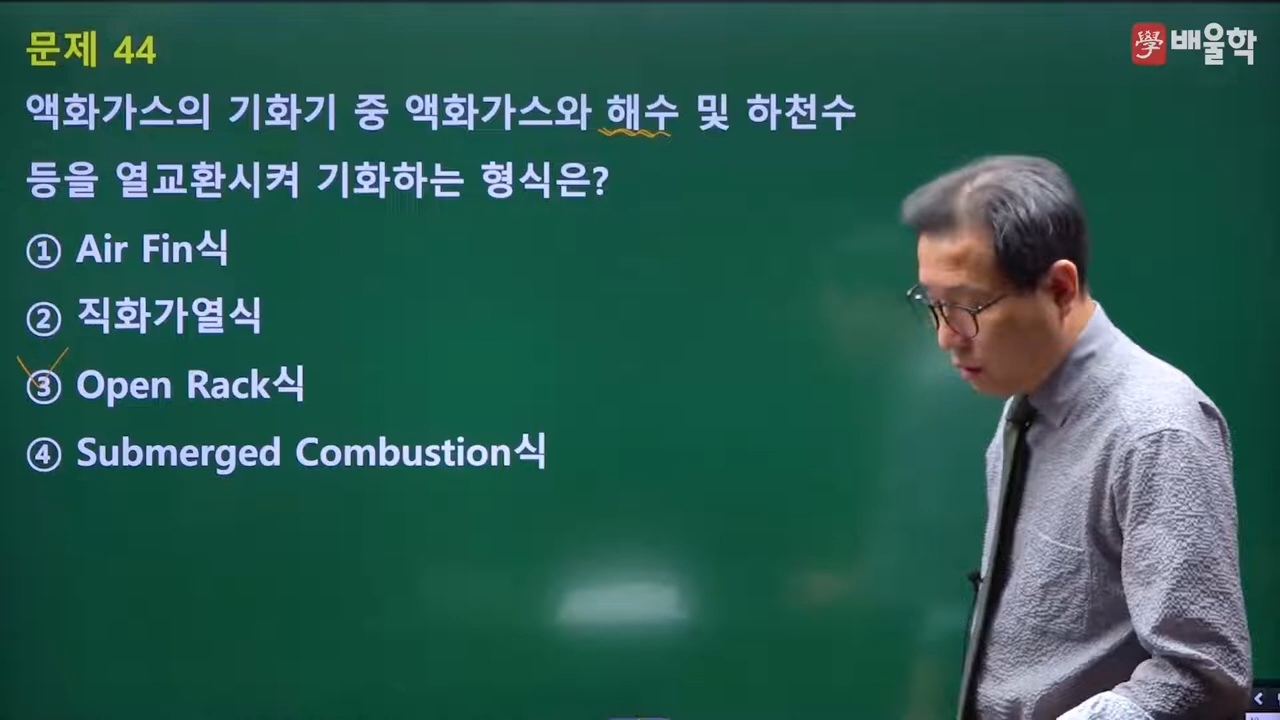 문제 44
學 배울학
액화가스의 기화기 중 액화가스와 해수 및 하천수
등을 열교환시켜 기화하는 형식은?
① Air Fin식
② 직화가열식
③ Open Rack식
④ Submerged Combustion식